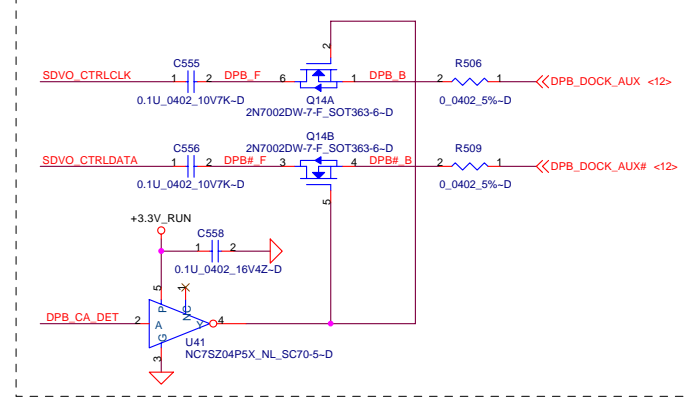 2
C555
R506
SDVO_CTRLCLK 1 2 DPB_F 6 1 DPB_B 2 1 DPB_DOCK_AUX <12>
0.1U_0402_10V7K~D
Q14A
0_0402_5%~D
2N7002DW-7-F_SOT363-6~D
Q14B
C556
2N7002DW-7-F_SOT363-6~D
R509
SDVO_CTRLDATA 1 2 DPB#_F 3 4 DPB#_B 2 1 DPB_DOCK_AUX# <12>
0.1U_0402_10V7K~D
0_0402_5%~D
5
+3.3V_RUN
C558
1 2
0.1U_0402_16V4Z~D
5 1
P NC
DPB_CA_DET 2 A Y 4
G
U41
3
NC7SZ04P5X_NL_SC70-5~D